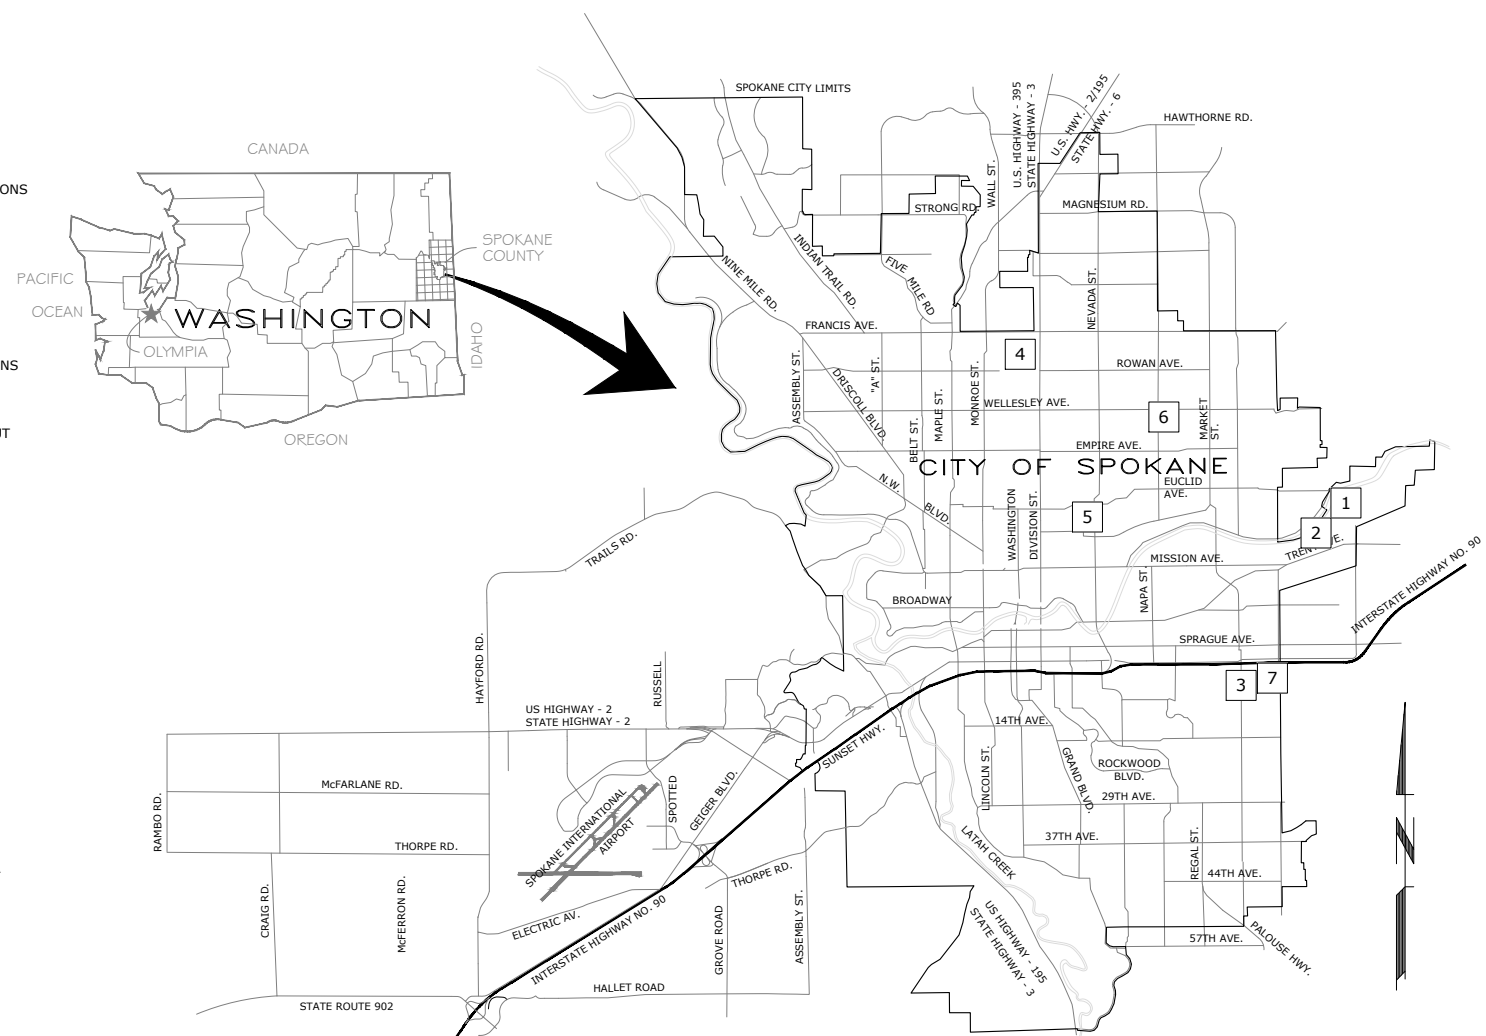 ONS
NS
UT
CANADA
SPOKANE
COUNTY
PACIFIC
OCEAN
WASHINGTON
OLYMPIA
IDAHO
OREGON
SPOKANE CITY LIMITS
U.S. HIGHWAY - 395
STATE HIGHWAY - 3
U.S. HWY. - 2/195
STATE HWY. - 6
HAWTHORNE RD.
WALL ST.
STRONG RD.
MAGNESIUM RD.
NINE MILE RD.
INDIAN TRAIL RD.
FIVE MILE RD
NEVADA ST.
FRANCIS AVE.
4
ROWAN AVE.
ASSEMBLY ST.
"A" ST.
DRISCOLL BLVD.
MAPLE ST.
MONROE ST.
WELLESLEY AVE.
6
MARKET
ST.
BELT ST.
EMPIRE AVE.
CITY OF SPOKANE
N.W. BLVD.
EUCLID
AVE.
WASHINGTON
DIVISION ST.
5
1
2
TRENT AVE.
TRAILS RD.
MISSION AVE.
INTERSTATE HIGHWAY NO. 90
NAPA ST.
BROADWAY
SPRAGUE AVE.
HAYFORD RD.
RUSSELL
3
7
US HIGHWAY - 2
STATE HIGHWAY - 2
14TH AVE.
SUNSET HWY.
LINCOLN ST.
GRAND BLVD.
ROCKWOOD
BLVD.
McFARLANE RD.
29TH AVE.
RAMBO RD.
SPOKANE INTERNATIONAL
AIRPORT
SPOTTED
GEIGER BLVD.
THORPE RD.
37TH AVE.
REGAL ST.
LATAH CREEK
44TH AVE.
THORPE RD.
CRAIG RD.
McFERRON RD.
ELECTRIC AV.
INTERSTATE HIGHWAY NO. 90
GROVE ROAD
ASSEMBLY ST.
US HIGHWAY - 195
STATE HIGHWAY - 3
57TH AVE.
PALOUSE HWY.
HALLET ROAD
STATE ROUTE 902
N